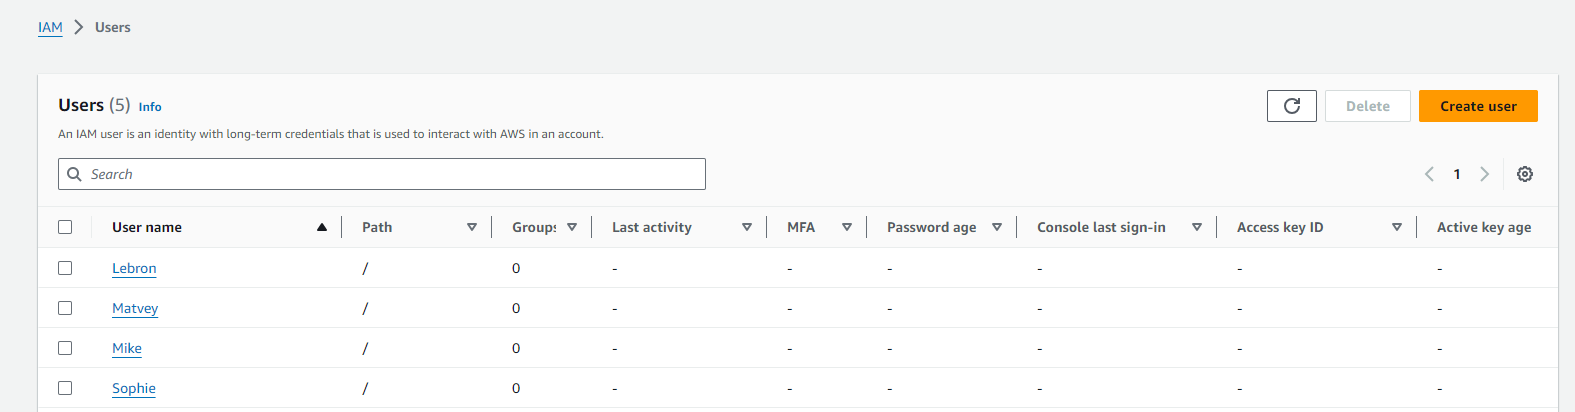 IAM > Users
Users (5) Info
Delete
Create user
An IAM user is an identity with long-term credentials that is used to interact with AWS in an account.
Search
1
User name Path Groups Last activity MFA Password age Console last sign-in Access key ID Active key age
Lebron / 0 - - - - - -
Matvey / 0 - - - - - -
Mike / 0 - - - - - -
Sophie / 0 - - - - - -